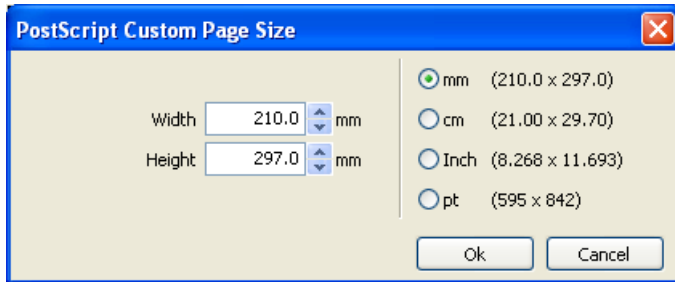 PostScript Custom Page Size
Width 210.0 mm
Height 297.0 mm
mm (210.0 x 297.0)
cm (21.00 x 29.70)
Inch (8.268 x 11.693)
pt (595 x 842)
Ok Cancel